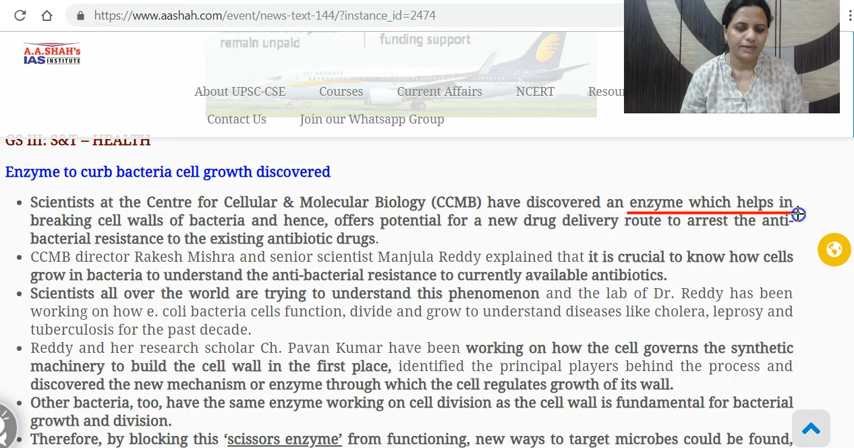 https://www.aashah.com/event/news-text-144/?instance_id=2474
A.A.SHAH's
IAS
INSTITUTE
remain unpaid
funding support
About UPSC-CSE Courses Current Affairs NCERT
Contact Us Join our Whatsapp Group
GS III: S&T – HEALTH
Enzyme to curb bacteria cell growth discovered
• Scientists at the Centre for Cellular & Molecular Biology (CCMB) have discovered an enzyme which helps in
breaking cell walls of bacteria and hence, offers potential for a new drug delivery route to arrest the anti-
bacterial resistance to the existing antibiotic drugs.
• CCMB director Rakesh Mishra and senior scientist Manjula Reddy explained that it is crucial to know how cells
grow in bacteria to understand the anti-bacterial resistance to currently available antibiotics.
• Scientists all over the world are trying to understand this phenomenon and the lab of Dr. Reddy has been
working on how e. coli bacteria cells function, divide and grow to understand diseases like cholera, leprosy and
tuberculosis for the past decade.
• Reddy and her research scholar Ch. Pavan Kumar have been working on how the cell governs the synthetic
machinery to build the cell wall in the first place, identified the principal players behind the process and
discovered the new mechanism or enzyme through which the cell regulates growth of its wall.
• Other bacteria, too, have the same enzyme working on cell division as the cell wall is fundamental for bacterial
growth and division.
• Therefore, by blocking this ‘scissors enzyme’ from functioning, new ways to target microbes could be found,